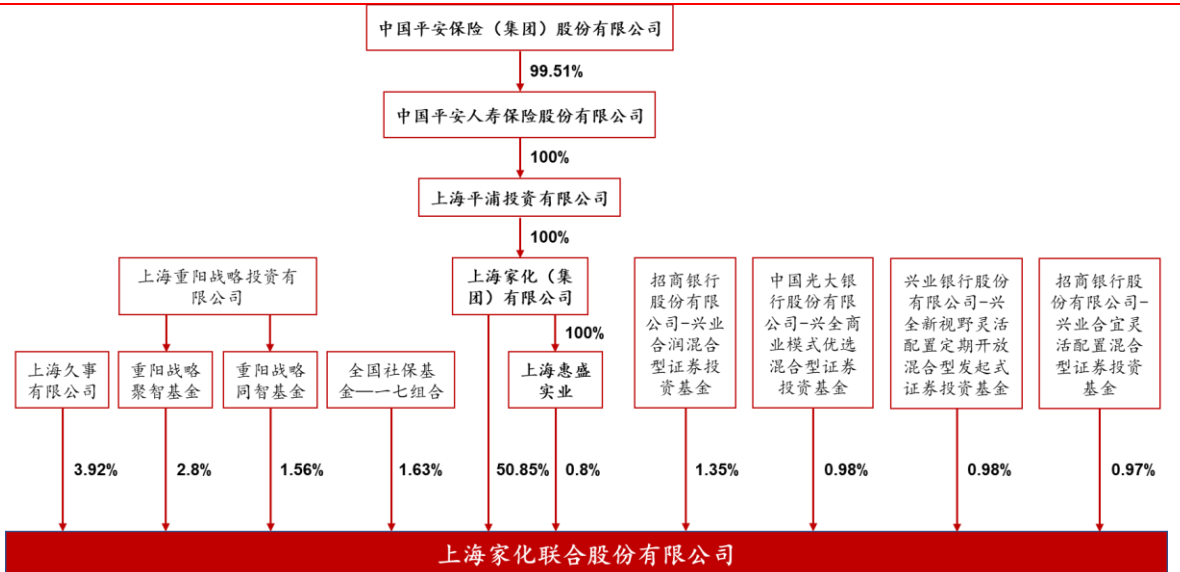 中国平安保险（集团）股份有限公司
99.51%
中国平安人寿保险股份有限公司
100%
上海平浦投资有限公司
100%
上海重阳战略投资有
限公司
上海家化（集
团）有限公司
招商银行
股份有限
公司-兴业
合润混合
型证券投
资基金
中国光大银
行股份有限
公司-兴全商
业模式优选
混合型证券
投资基金
兴业银行股份
有限公司-兴
全新视野灵活
配置定期开放
混合型发起式
证券投资基金
招商银行股
份有限公司-
兴业合宜灵
活配置混合
型证券投资
基金
100%
上海久事
有限公司
重阳战略
聚智基金
重阳战略
同智基金
全国社保基
金—一七组合
上海惠盛
实业
3.92%
2.8%
1.56%
1.63%
50.85%
0.8%
1.35%
0.98%
0.98%
0.97%
上海家化联合股份有限公司